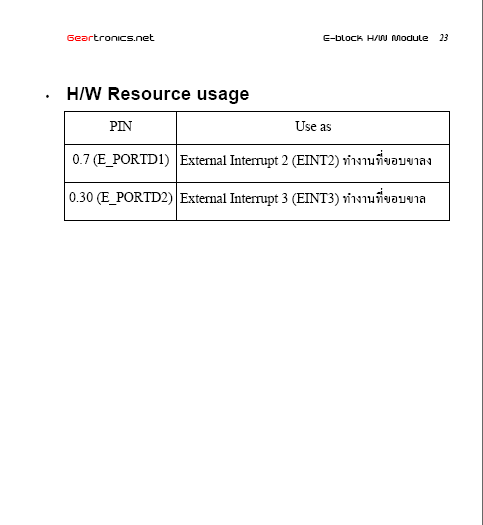 Geartronics.net E-block H/W Module 23
• H/W Resource usage
PIN Use as
0.7 (E_PORTD1) External Interrupt 2 (EINT2) ทำงานที่ขอบขาลง
0.30 (E_PORTD2) External Interrupt 3 (EINT3) ทำงานที่ขอบขาล